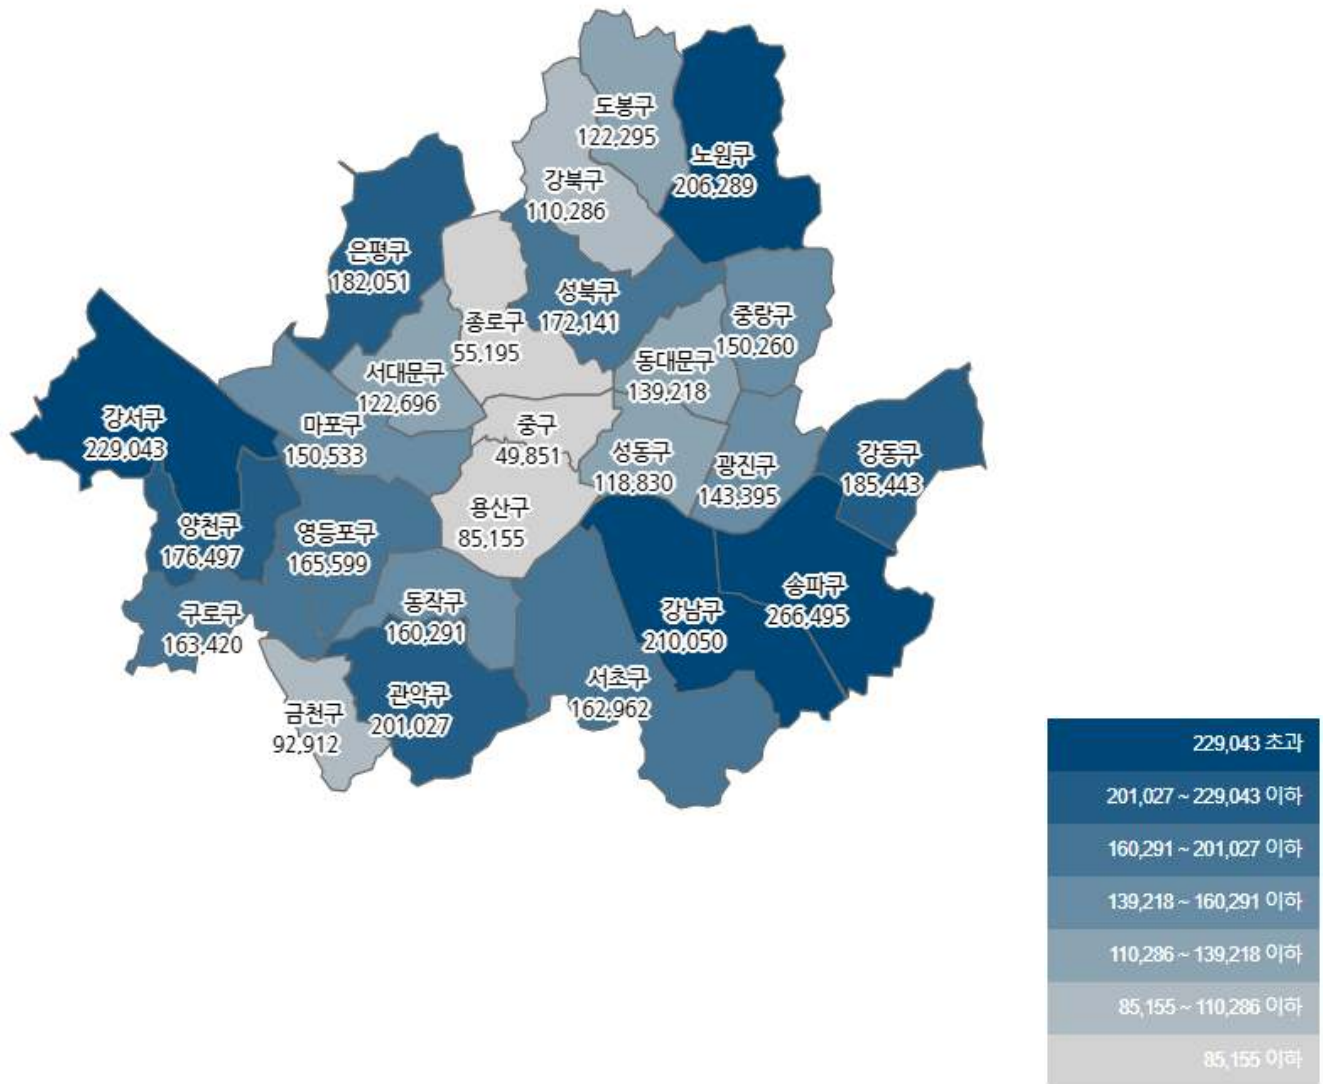 도봉구
122,295
노원구
206,289
강북구
110,286
은평구
182,051
성북구
172,141
종로구
55,195
중랑구
150,260
동대문구
139,218
서대문구
122,696
강서구
229,043
마포구
150,533
중구
49,851
성동구
118,830
광진구
143,395
강동구
185,443
양천구
176,497
영등포구
165,599
용산구
85,155
구로구
163,420
동작구
160,291
강남구
210,050
송파구
266,495
금천구
92,912
관악구
201,027
서초구
162,962
229,043 초과
201,027 ~ 229,043 이하
160,291 ~ 201,027 이하
139,218 ~ 160,291 이하
110,286 ~ 139,218 이하
85,155 ~ 110,286 이하
85,155 이하